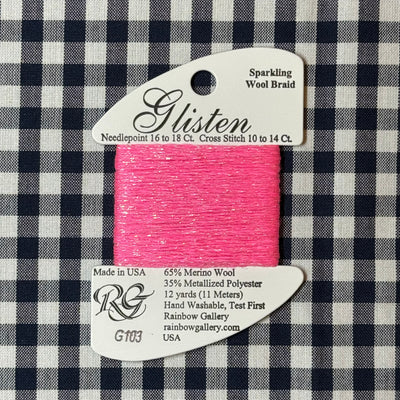 Sparkling
Wool Braid
Glisten
Needlepoint 16 to 18 Ct. Cross Stitch 10 to 14 Ct.
Made in USA
RG
G103
65% Merino Wool
35% Metallized Polyester
12 yards (11 Meters)
Hand Washable, Test First
Rainbow Gallery
rainbowgallery.com
USA